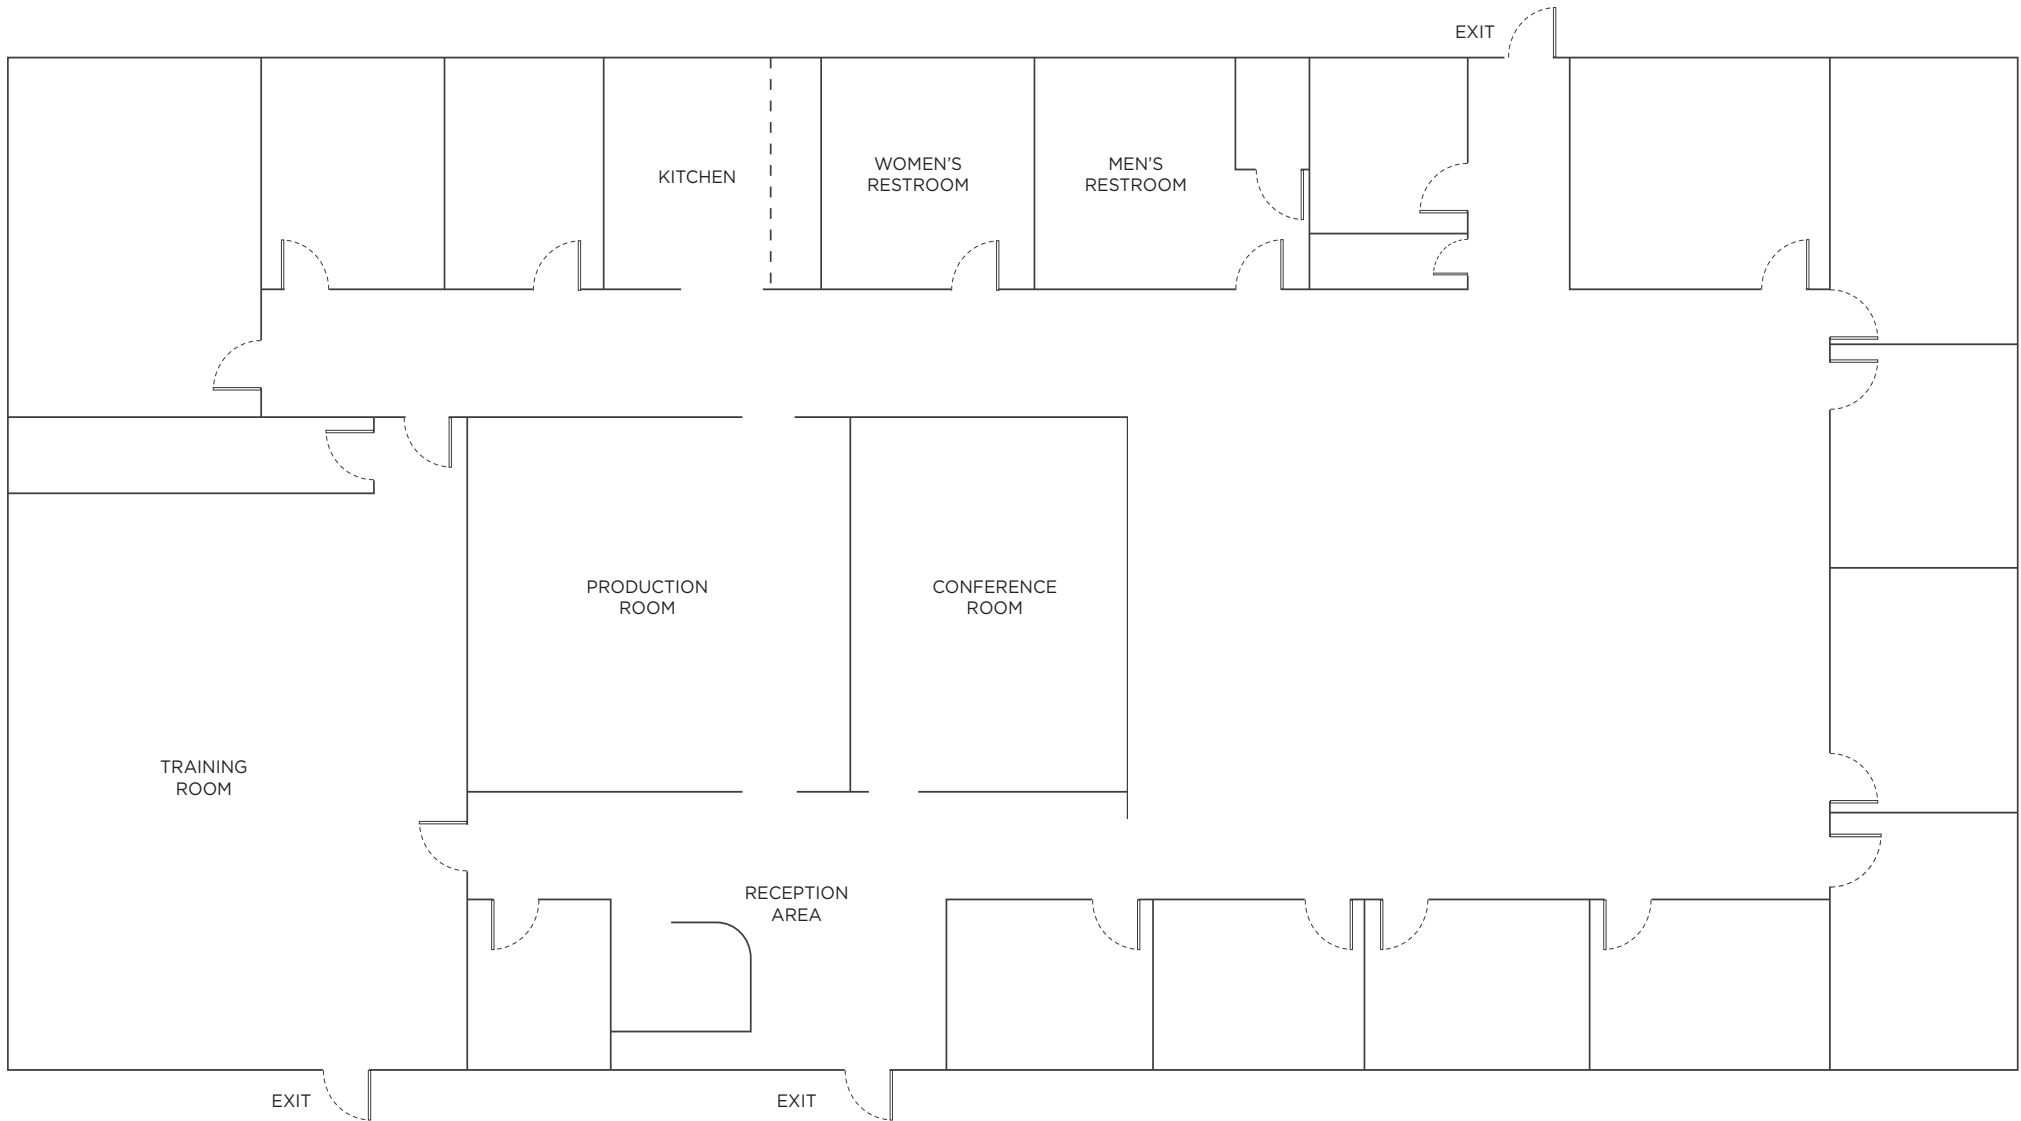 EXIT
KITCHEN
WOMEN’S
RESTROOM
MEN’S
RESTROOM
PRODUCTION
ROOM
CONFERENCE
ROOM
TRAINING
ROOM
RECEPTION
AREA
EXIT
EXIT